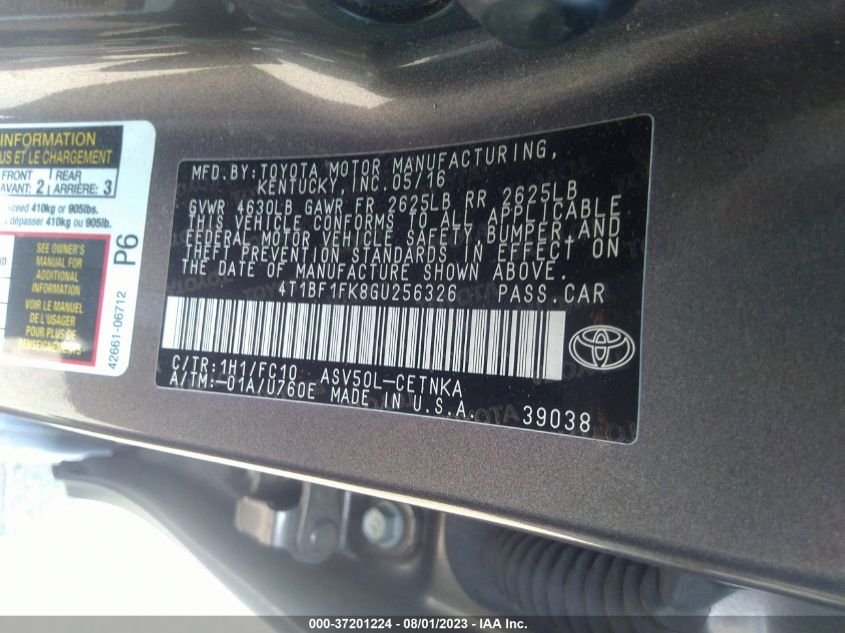 INFORMATION
US ET LE CHARGEMENT
FRONT REAR
AVANT: 2 ARRIÈRE: 3
xceed 410kg or 905lbs.
dépasser 410 kg ou 905lb.
SEE OWNER'S
MANUAL FOR
ADDITIONAL
INFORMATION
VOIR LE MANUEL
DE L'USAGER
POUR PLUS DE
RENSEIGNEMENTS
P6
42661-06712
MFD.BY:TOYOTA MOTOR MANUFACTURING,
KENTUCKY, INC.05/16
GVWR 4630LB GAWR FR 2625LB RR 2625LB
THIS VEHICLE CONFORMS TO ALL APPLICABLE
FEDERAL MOTOR VEHICLE SAFETY, BUMPER, AND
THEFT PREVENTION STANDARDS IN EFFECT ON
THE DATE OF MANUFACTURE SHOWN ABOVE.
4T1BF1FK8GU256326 PASS.CAR
C/TR:1H1/FC10 ASV50L-CETNKA
A/TM:-01A/U760E MADE IN U.S.A.
39038
000-37201224 - 08/01/2023 - IAA Inc.